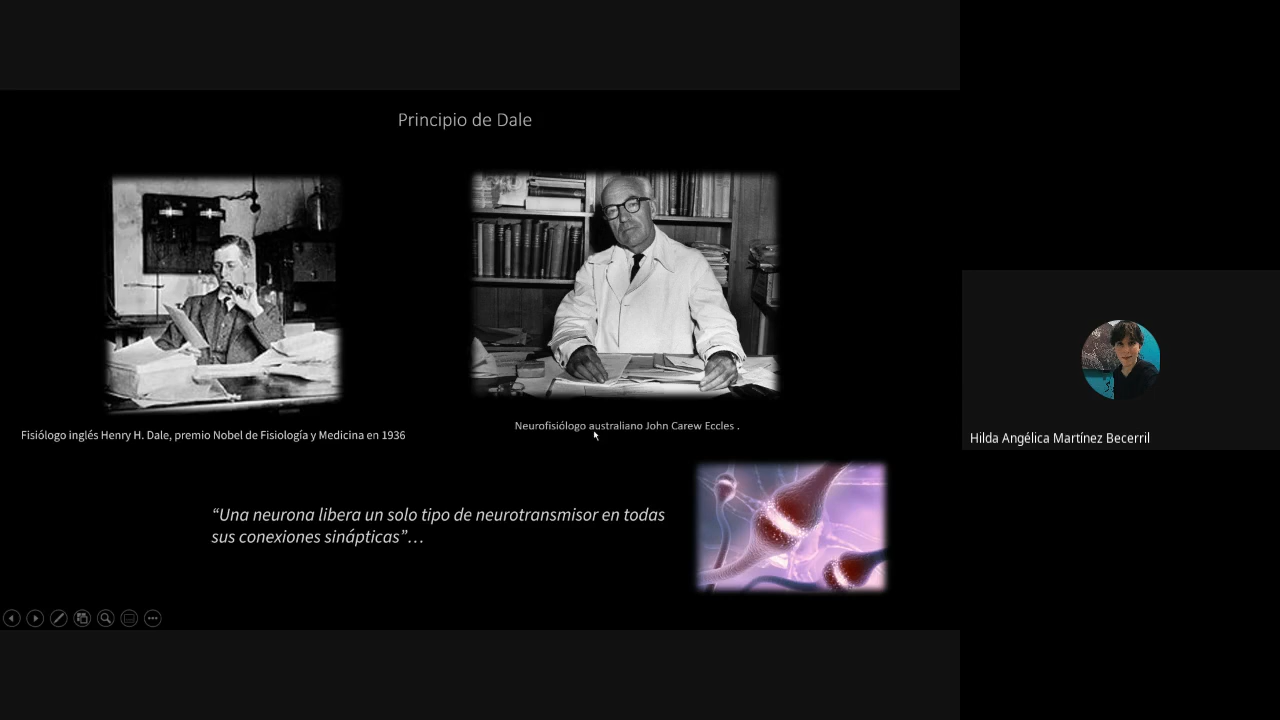 Principio de Dale
Fisiólogo inglés Henry H. Dale, premio Nobel de Fisiología y Medicina en 1936
Neurofisiólogo australiano John Carew Eccles .
“Una neurona libera un solo tipo de neurotransmisor en todas
sus conexiones sinápticas”…
Hilda Angélica Martínez Becerril